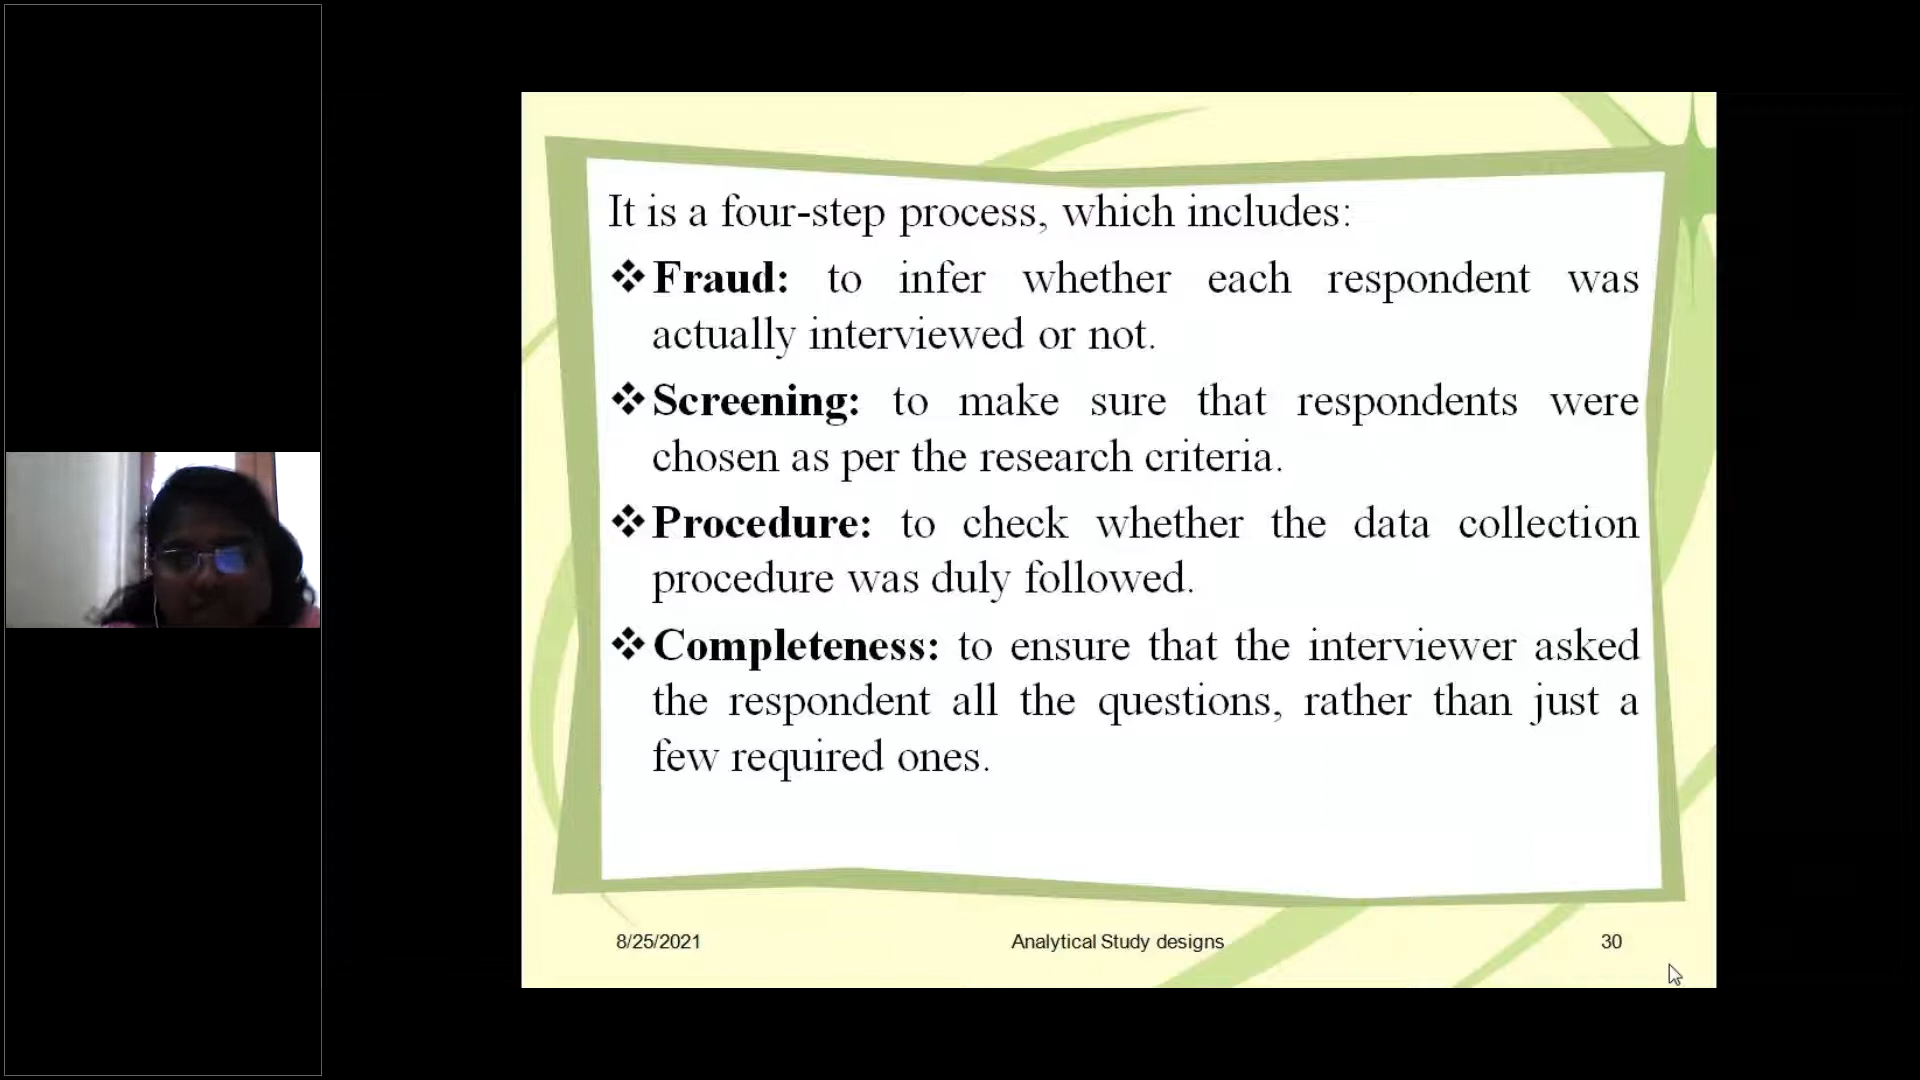 It is a four-step process, which includes:
❖ Fraud: to infer whether each respondent was
actually interviewed or not.
❖ Screening: to make sure that respondents were
chosen as per the research criteria.
❖ Procedure: to check whether the data collection
procedure was duly followed.
❖ Completeness: to ensure that the interviewer asked
the respondent all the questions, rather than just a
few required ones.
8/25/2021 Analytical Study designs 30